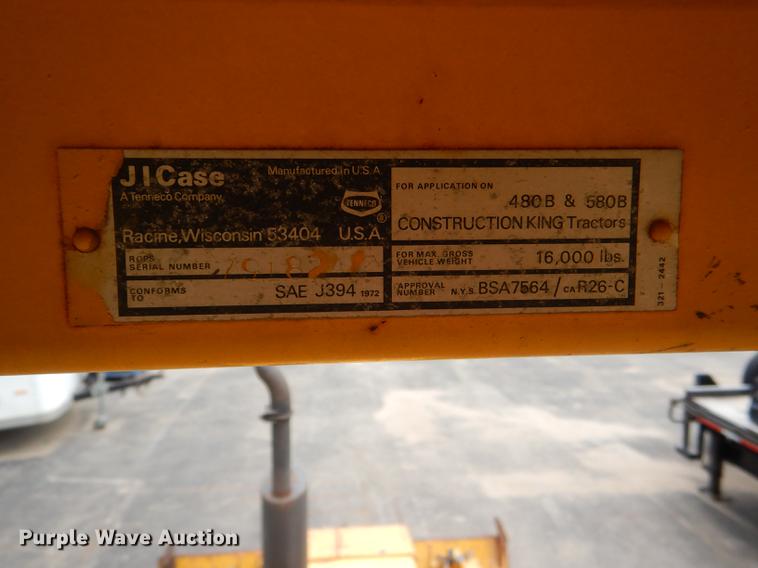 J I Case
Manufactured in U.S.A.
A Tenneco Company
TENNECO
®
Racine, Wisconsin 53404 U.S.A.
ROPS
SERIAL NUMBER
CONFORMS
TO
SAE J394 1972
FOR APPLICATION ON
480B & 580B
CONSTRUCTION KING Tractors
FOR MAX. GROSS
VEHICLE WEIGHT
16,000 lbs.
APPROVAL
NUMBER N.Y.S. BSA7564 / CA R26-C
321-2442
Purple Wave Auction